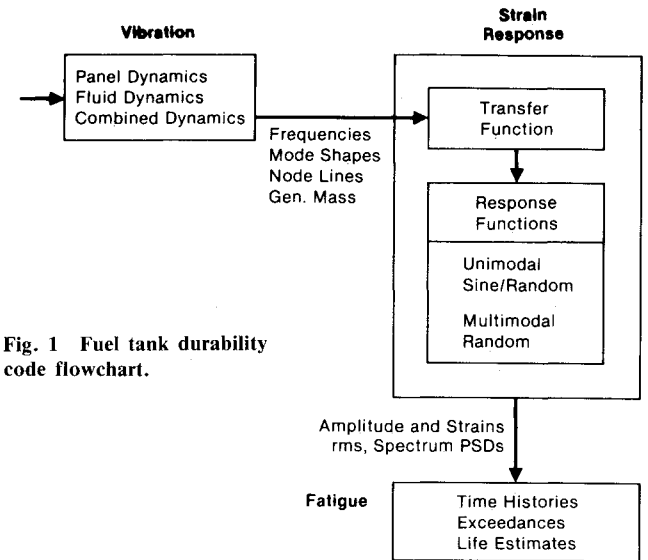 Vibration
Panel Dynamics
Fluid Dynamics
Combined Dynamics
Frequencies
Mode Shapes
Node Lines
Gen. Mass
Strain
Response
Transfer
Function
Response
Functions
Unimodal
Sine/Random
Multimodal
Random
Fig. 1 Fuel tank durability
code flowchart.
Amplitude and Strains
rms, Spectrum PSDs
Fatigue
Time Histories
Exceedances
Life Estimates